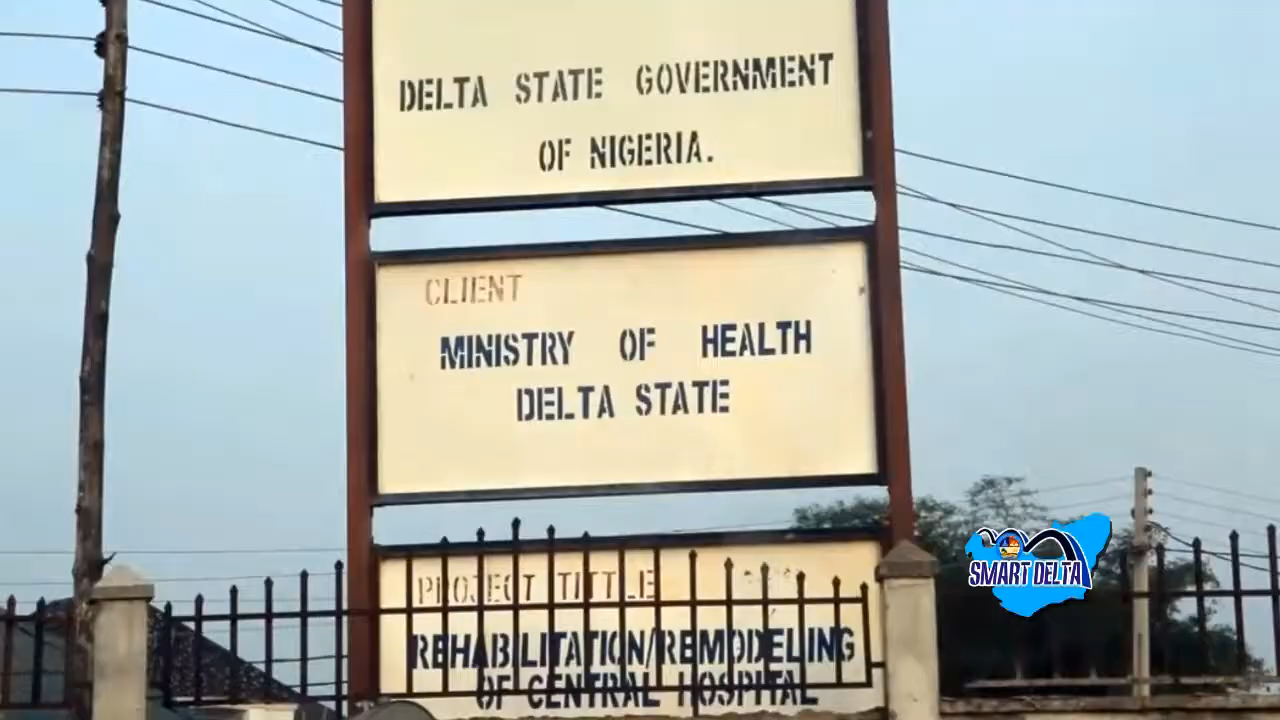 DELTA STATE GOVERNMENT
OF NIGERIA.
CLIENT
MINISTRY OF HEALTH
DELTA STATE
PROJECT TITTLE
REHABILITATION/REMODELING
OF CENTRAL HOSPITAL
SMART DELTA